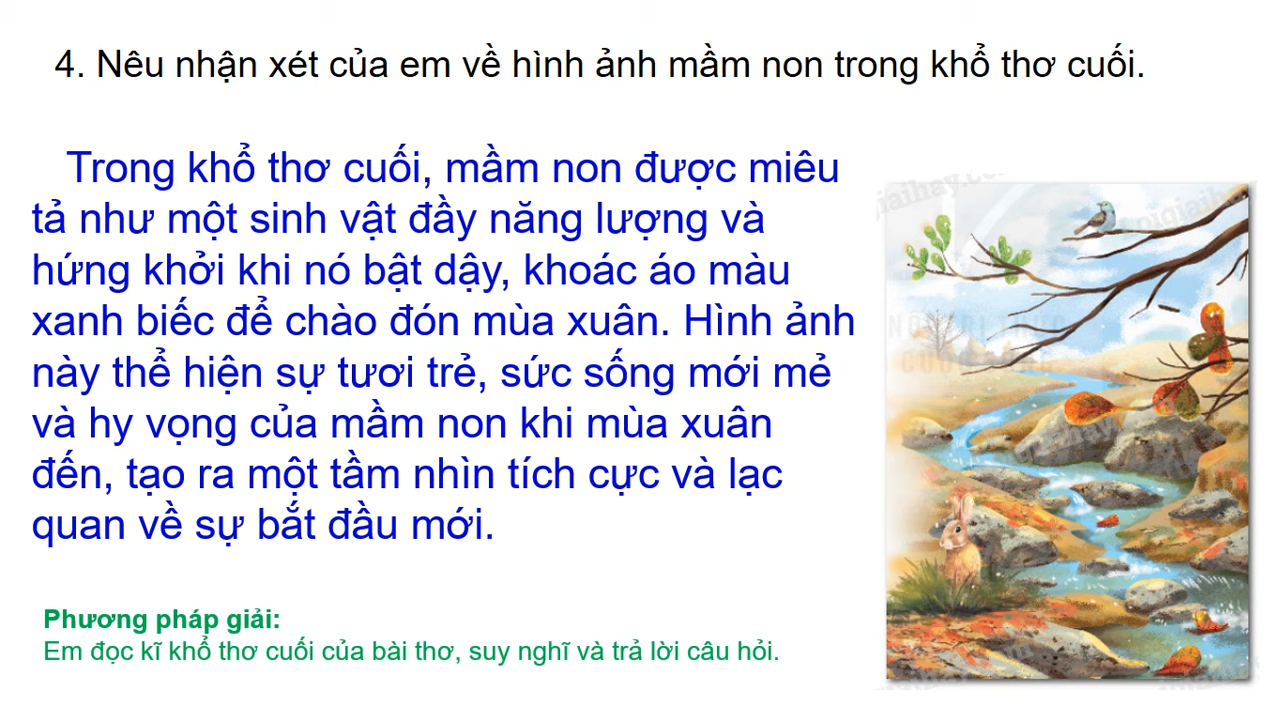 4. Nêu nhận xét của em về hình ảnh mầm non trong khổ thơ cuối.
Trong khổ thơ cuối, mầm non được miêu
tả như một sinh vật đầy năng lượng và
hứng khởi khi nó bật dậy, khoác áo màu
xanh biếc để chào đón mùa xuân. Hình ảnh
này thể hiện sự tươi trẻ, sức sống mới mẻ
và hy vọng của mầm non khi mùa xuân
đến, tạo ra một tầm nhìn tích cực và lạc
quan về sự bắt đầu mới.
Phương pháp giải:
Em đọc kĩ khổ thơ cuối của bài thơ, suy nghĩ và trả lời câu hỏi.